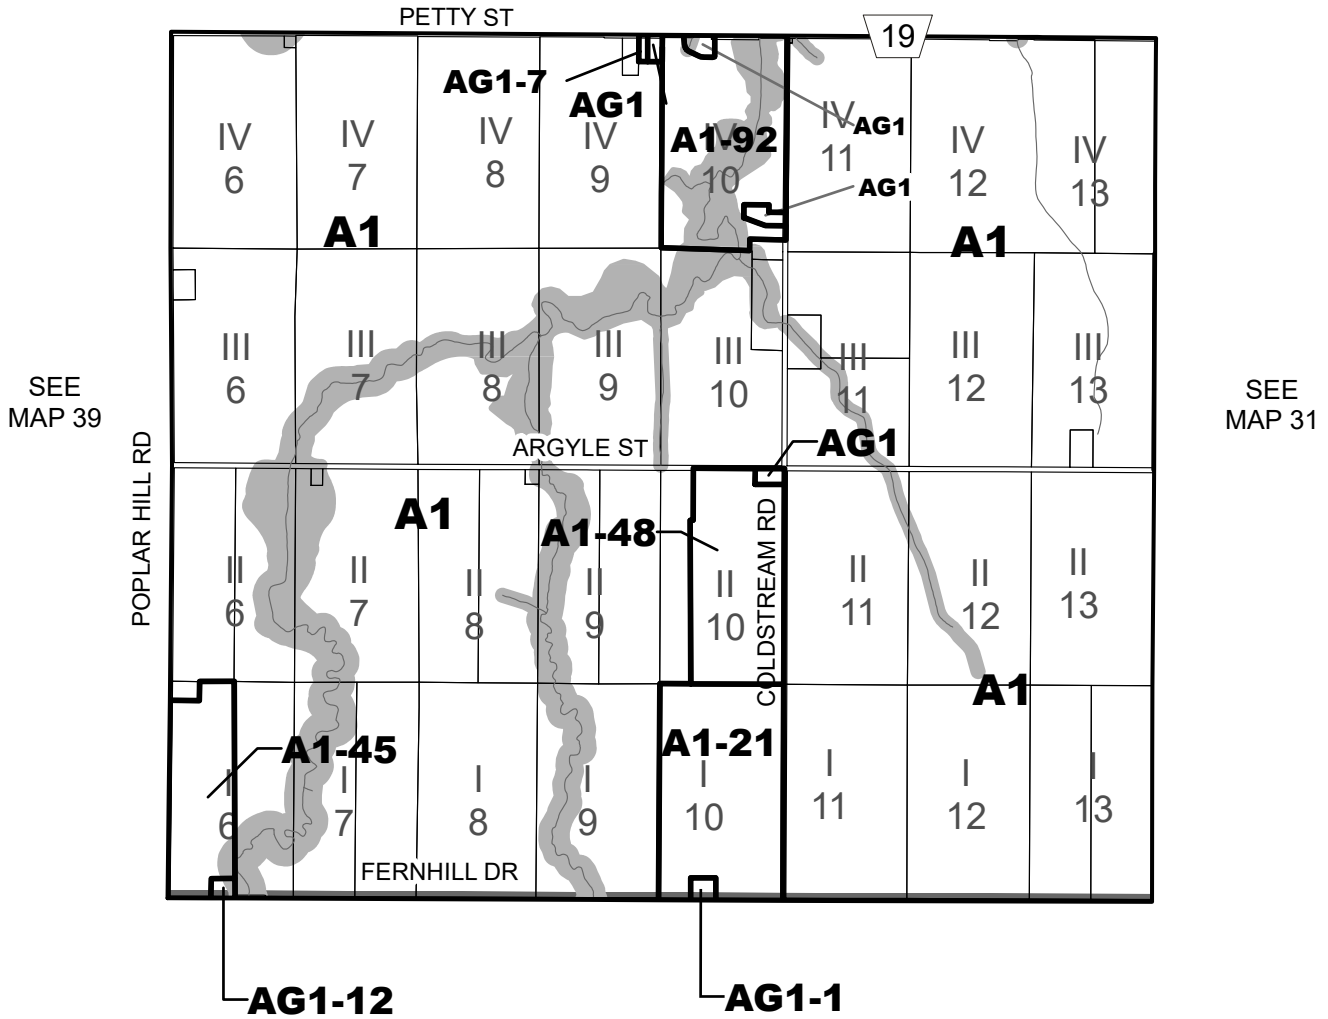 PETTY ST
19
AG1-7
AG1
A1-92
AG1
AG1
IV
6
IV
7
IV
8
IV
9
IV
10
IV
11
IV
12
IV
13
A1
A1
III
6
III
7
III
8
III
9
III
10
III
11
III
12
III
13
SEE
MAP 39
SEE
MAP 31
POPLAR HILL RD
ARGYLE ST
AG1
A1
A1-48
COLDSTREAM RD
II
6
II
7
II
8
II
9
II
10
II
11
II
12
II
13
A1
A1-45
A1-21
I
6
I
7
I
8
I
9
I
10
I
11
I
12
I
13
FERNHILL DR
AG1-12
AG1-1